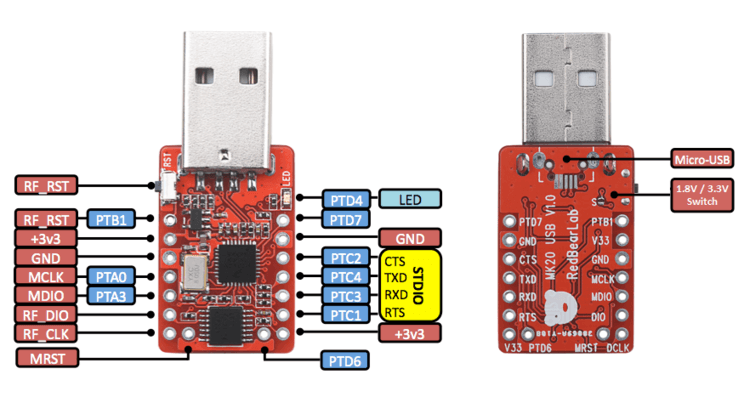 RST
LED
RF_RST
RF_RST
PTB1
+3v3
GND
MCLK
PTA0
MDIO
PTA3
RF_DIO
RF_CLK
MRST
PTD4
LED
PTD7
GND
PTC2
CTS
PTC4
TXD
PTC3
RXD
PTC1
RTS
STDIO
+3v3
PTD6
Micro-USB
1.8V / 3.3V
Switch
MK20 USB V1.0
RedBearLab
PTD7
GND
CTS
TXD
RXD
RTS
V33 PTD6
PTB1
V33
GND
MCLK
MDIO
DIO
MRST DCLK